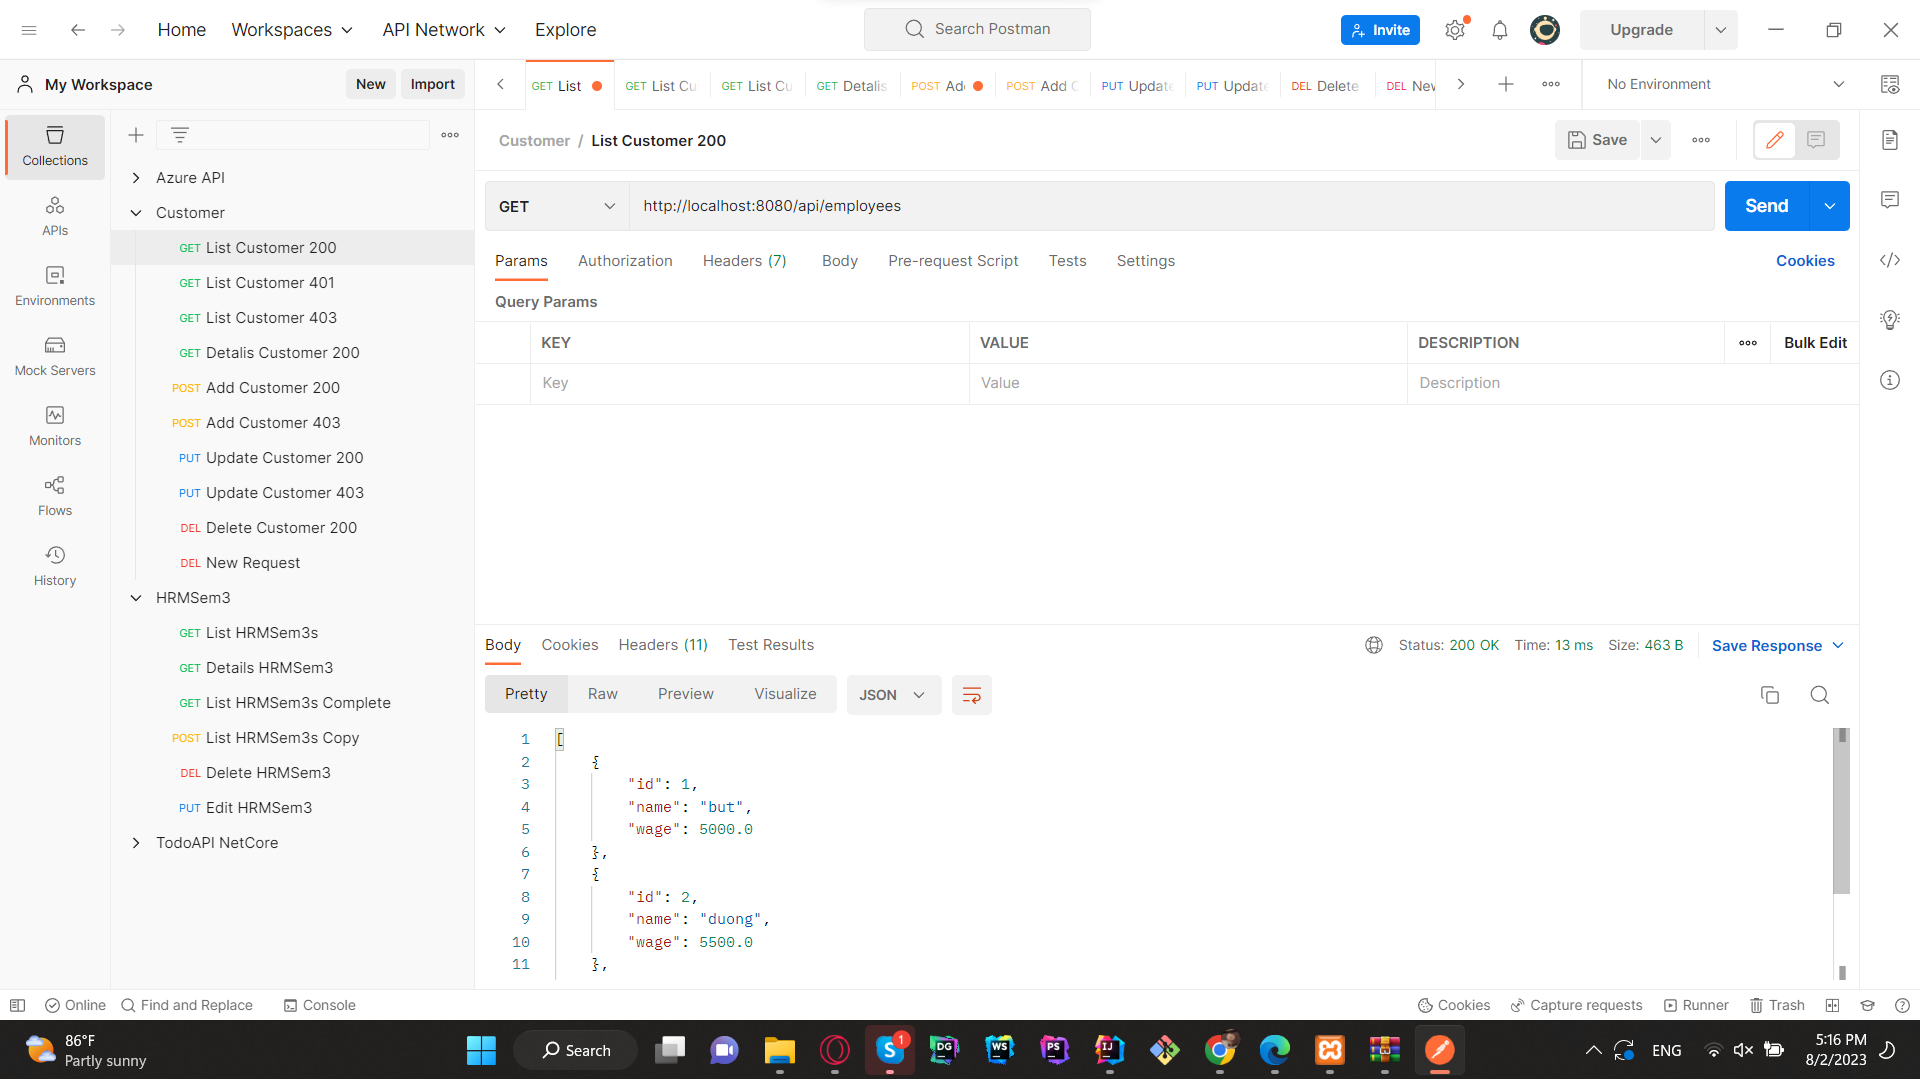 Home
Workspaces
API Network
Explore
Search Postman
Invite
Upgrade
My Workspace
New
Import
GET List
GET List Cu
GET List Cu
GET Detalis
POST Add
POST Add C
PUT Update
PUT Update
DEL Delete
DEL New
No Environment
Collections
APIs
Environments
Mock Servers
Monitors
Flows
History
Azure API
Customer
GET List Customer 200
GET List Customer 401
GET List Customer 403
GET Detalis Customer 200
POST Add Customer 200
POST Add Customer 403
PUT Update Customer 200
PUT Update Customer 403
DEL Delete Customer 200
DEL New Request
HRMSem3
GET List HRMSem3s
GET Details HRMSem3
GET List HRMSem3s Complete
POST List HRMSem3s Copy
DEL Delete HRMSem3
PUT Edit HRMSem3
TodoAPI NetCore
Customer / List Customer 200
Save
GET
http://localhost:8080/api/employees
Send
Params
Authorization
Headers (7)
Body
Pre-request Script
Tests
Settings
Cookies
Query Params
KEY
VALUE
DESCRIPTION
Bulk Edit
Key
Value
Description
Body
Cookies
Headers (11)
Test Results
Status: 200 OK
Time: 13 ms
Size: 463 B
Save Response
Pretty
Raw
Preview
Visualize
JSON
1 [
2 {
3 "id": 1,
4 "name": "but",
5 "wage": 5000.0
6 },
7 {
8 "id": 2,
9 "name": "duong",
10 "wage": 5500.0
11 },
Online
Find and Replace
Console
Cookies
Capture requests
Runner
Trash
86°F
Partly sunny
Search
S
1
DG
WS
PS
IJ
ENG
5:16 PM
8/2/2023